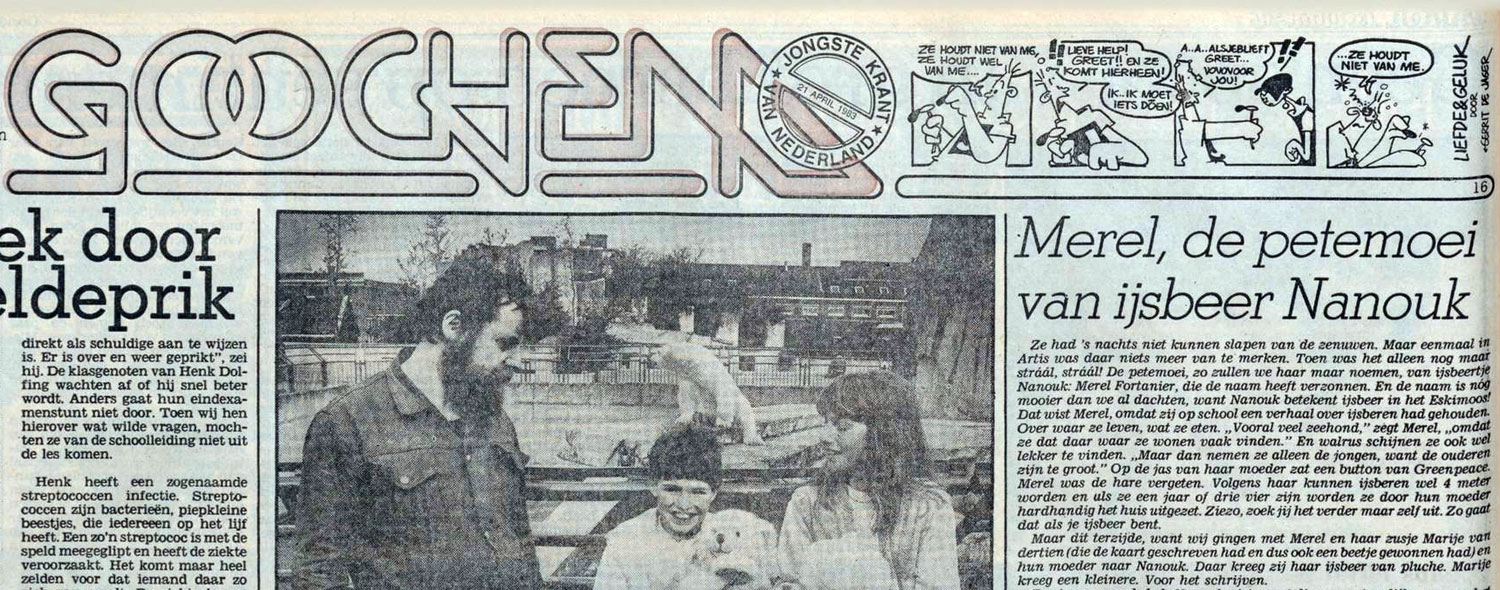 GOOCHEM
JONGSTE KRANT
21 APRIL 1983
VAN NEDERLAND
ZE HOUDT NIET VAN ME,
ZE HOUDT WEL
VAN ME....
LIEVE HELP!
GREET!! EN ZE
KOMT HIERHEEN!
IK..IK MOET
IETS DOEN!
A..A..ALSJEBLIEFT
GREET...
VOVOVOOR
JOU!
!!
...ZE HOUDT
NIET VAN ME.
LIEFDE&GELUK
DOOR
GERRIT DE JAGER
16
ek door
eldeprik
direkt als schuldige aan te wijzen
is. Er is over en weer geprikt”, zei
hij. De klasgenoten van Henk Dol-
fing wachten af of hij snel beter
wordt. Anders gaat hun eindexa-
menstunt niet door. Toen wij hen
hierover wat wilde vragen, moch-
ten ze van de schoolleiding niet uit
de les komen.
Henk heeft een zogenaamde
streptococcen infectie. Strepto-
coccen zijn bacterieën, piepkleine
beestjes, die iedereeen op het lijf
heeft. Een zo'n streptococ is met de
speld meegeglipt en heeft de ziekte
veroorzaakt. Het komt maar heel
zelden voor dat iemand daar zo
Merel, de petemoei
van ijsbeer Nanouk
Ze had 's nachts niet kunnen slapen van de zenuwen. Maar eenmaal in
Artis was daar niets meer van te merken. Toen was het alleen nog maar
stráál, stráál! De petemoei, zo zullen we haar maar noemen, van ijsbeertje
Nanouk: Merel Fortanier, die de naam heeft verzonnen. En de naam is nóg
mooier dan we al dachten, want Nanouk betekent ijsbeer in het Eskimoos!
Dat wist Merel, omdat zij op school een verhaal over ijsberen had gehouden.
Over waar ze leven, wat ze eten. „Vooral veel zeehond,” zegt Merel, „omdat
ze dat daar waar ze wonen vaak vinden.” En walrus schijnen ze ook wel
lekker te vinden. „Maar dan nemen ze alleen de jongen, want de ouderen
zijn te groot.” Op de jas van haar moeder zat een button van Greenpeace.
Merel was de hare vergeten. Volgens haar kunnen ijsberen wel 4 meter
worden en als ze een jaar of drie vier zijn worden ze door hun moeder
hardhandig het huis uitgezet. Ziezo, zoek jij het verder maar zelf uit. Zo gaat
dat als je ijsbeer bent.
Maar dit terzijde, want wij gingen met Merel en haar zusje Marije van
dertien (die de kaart geschreven had en dus ook een beetje gewonnen had) en
hun moeder naar Nanouk. Daar kreeg zij haar ijsbeer van pluche. Marije
kreeg een kleinere. Voor het schrijven.